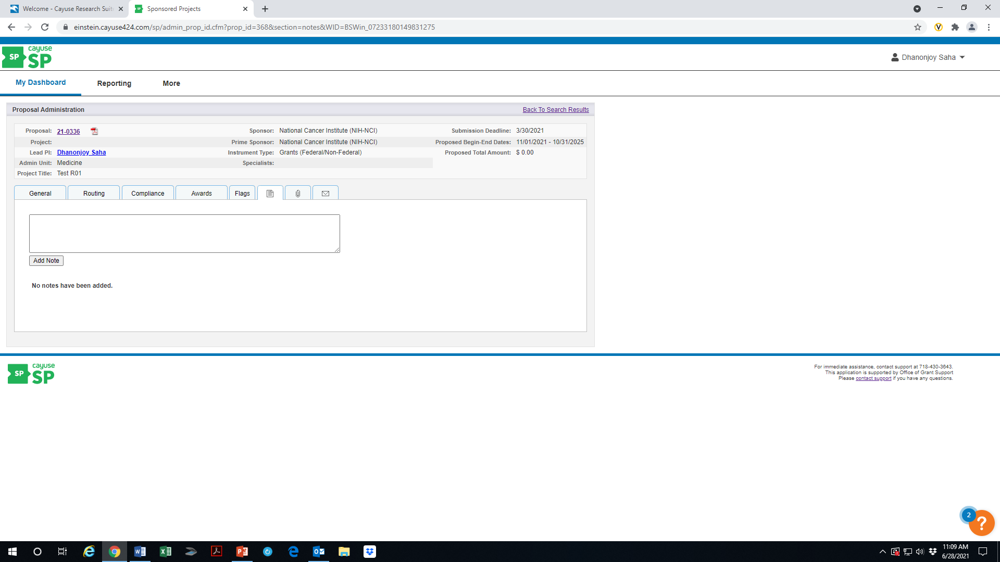 Welcome - Cayuse Research Suit
Sponsored Projects
einstein.cayuse424.com/sp/admin_prop_id.cfm?prop_id=368&section=notes&WID=BSWin_07233180149831275
SP cayuse SP
Dhanonjoy Saha
My Dashboard Reporting More
Proposal Administration Back To Search Results
Proposal: 21-0336 Sponsor: National Cancer Institute (NIH-NCI) Submission Deadline: 3/30/2021
Project: Prime Sponsor: National Cancer Institute (NIH-NCI) Proposed Begin-End Dates: 11/01/2021 - 10/31/2025
Lead PI: Dhanonjoy Saha Instrument Type: Grants (Federal/Non-Federal) Proposed Total Amount: $ 0.00
Admin Unit: Medicine Specialists:
Project Title: Test R01
General Routing Compliance Awards Flags
Add Note
No notes have been added.
SP cayuse SP
For immediate assistance, contact support at 718-430-3643.
This application is supported by Office of Grant Support
Please contact support if you have any questions.
2
?
11:09 AM
6/28/2021